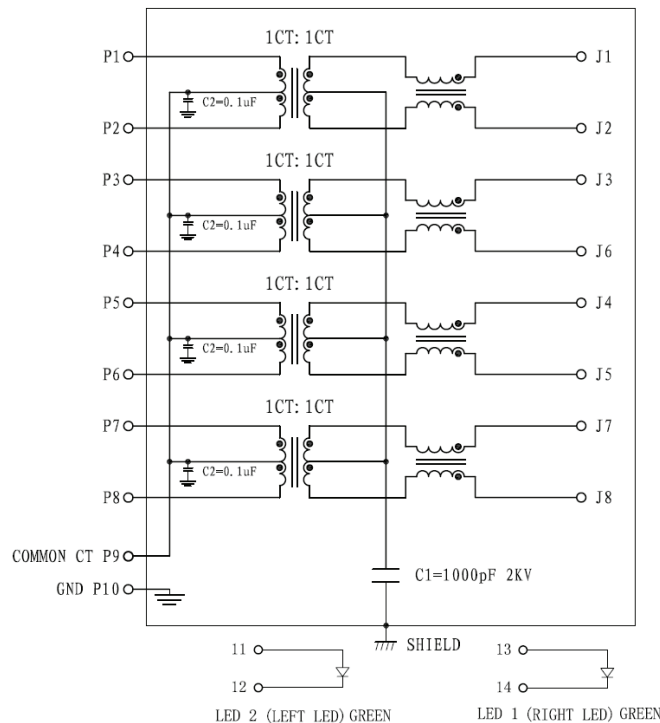 1CT: 1CT
P1 J1
C2=0.1uF
P2 J2
1CT: 1CT
P3 J3
C2=0.1uF
P4 J6
1CT: 1CT
P5 J4
C2=0.1uF
P6 J5
1CT: 1CT
P7 J7
C2=0.1uF
P8 J8
COMMON CT P9
C1=1000pF 2KV
GND P10
SHIELD
11 13
12 14
LED 2 (LEFT LED) GREEN LED 1 (RIGHT LED) GREEN